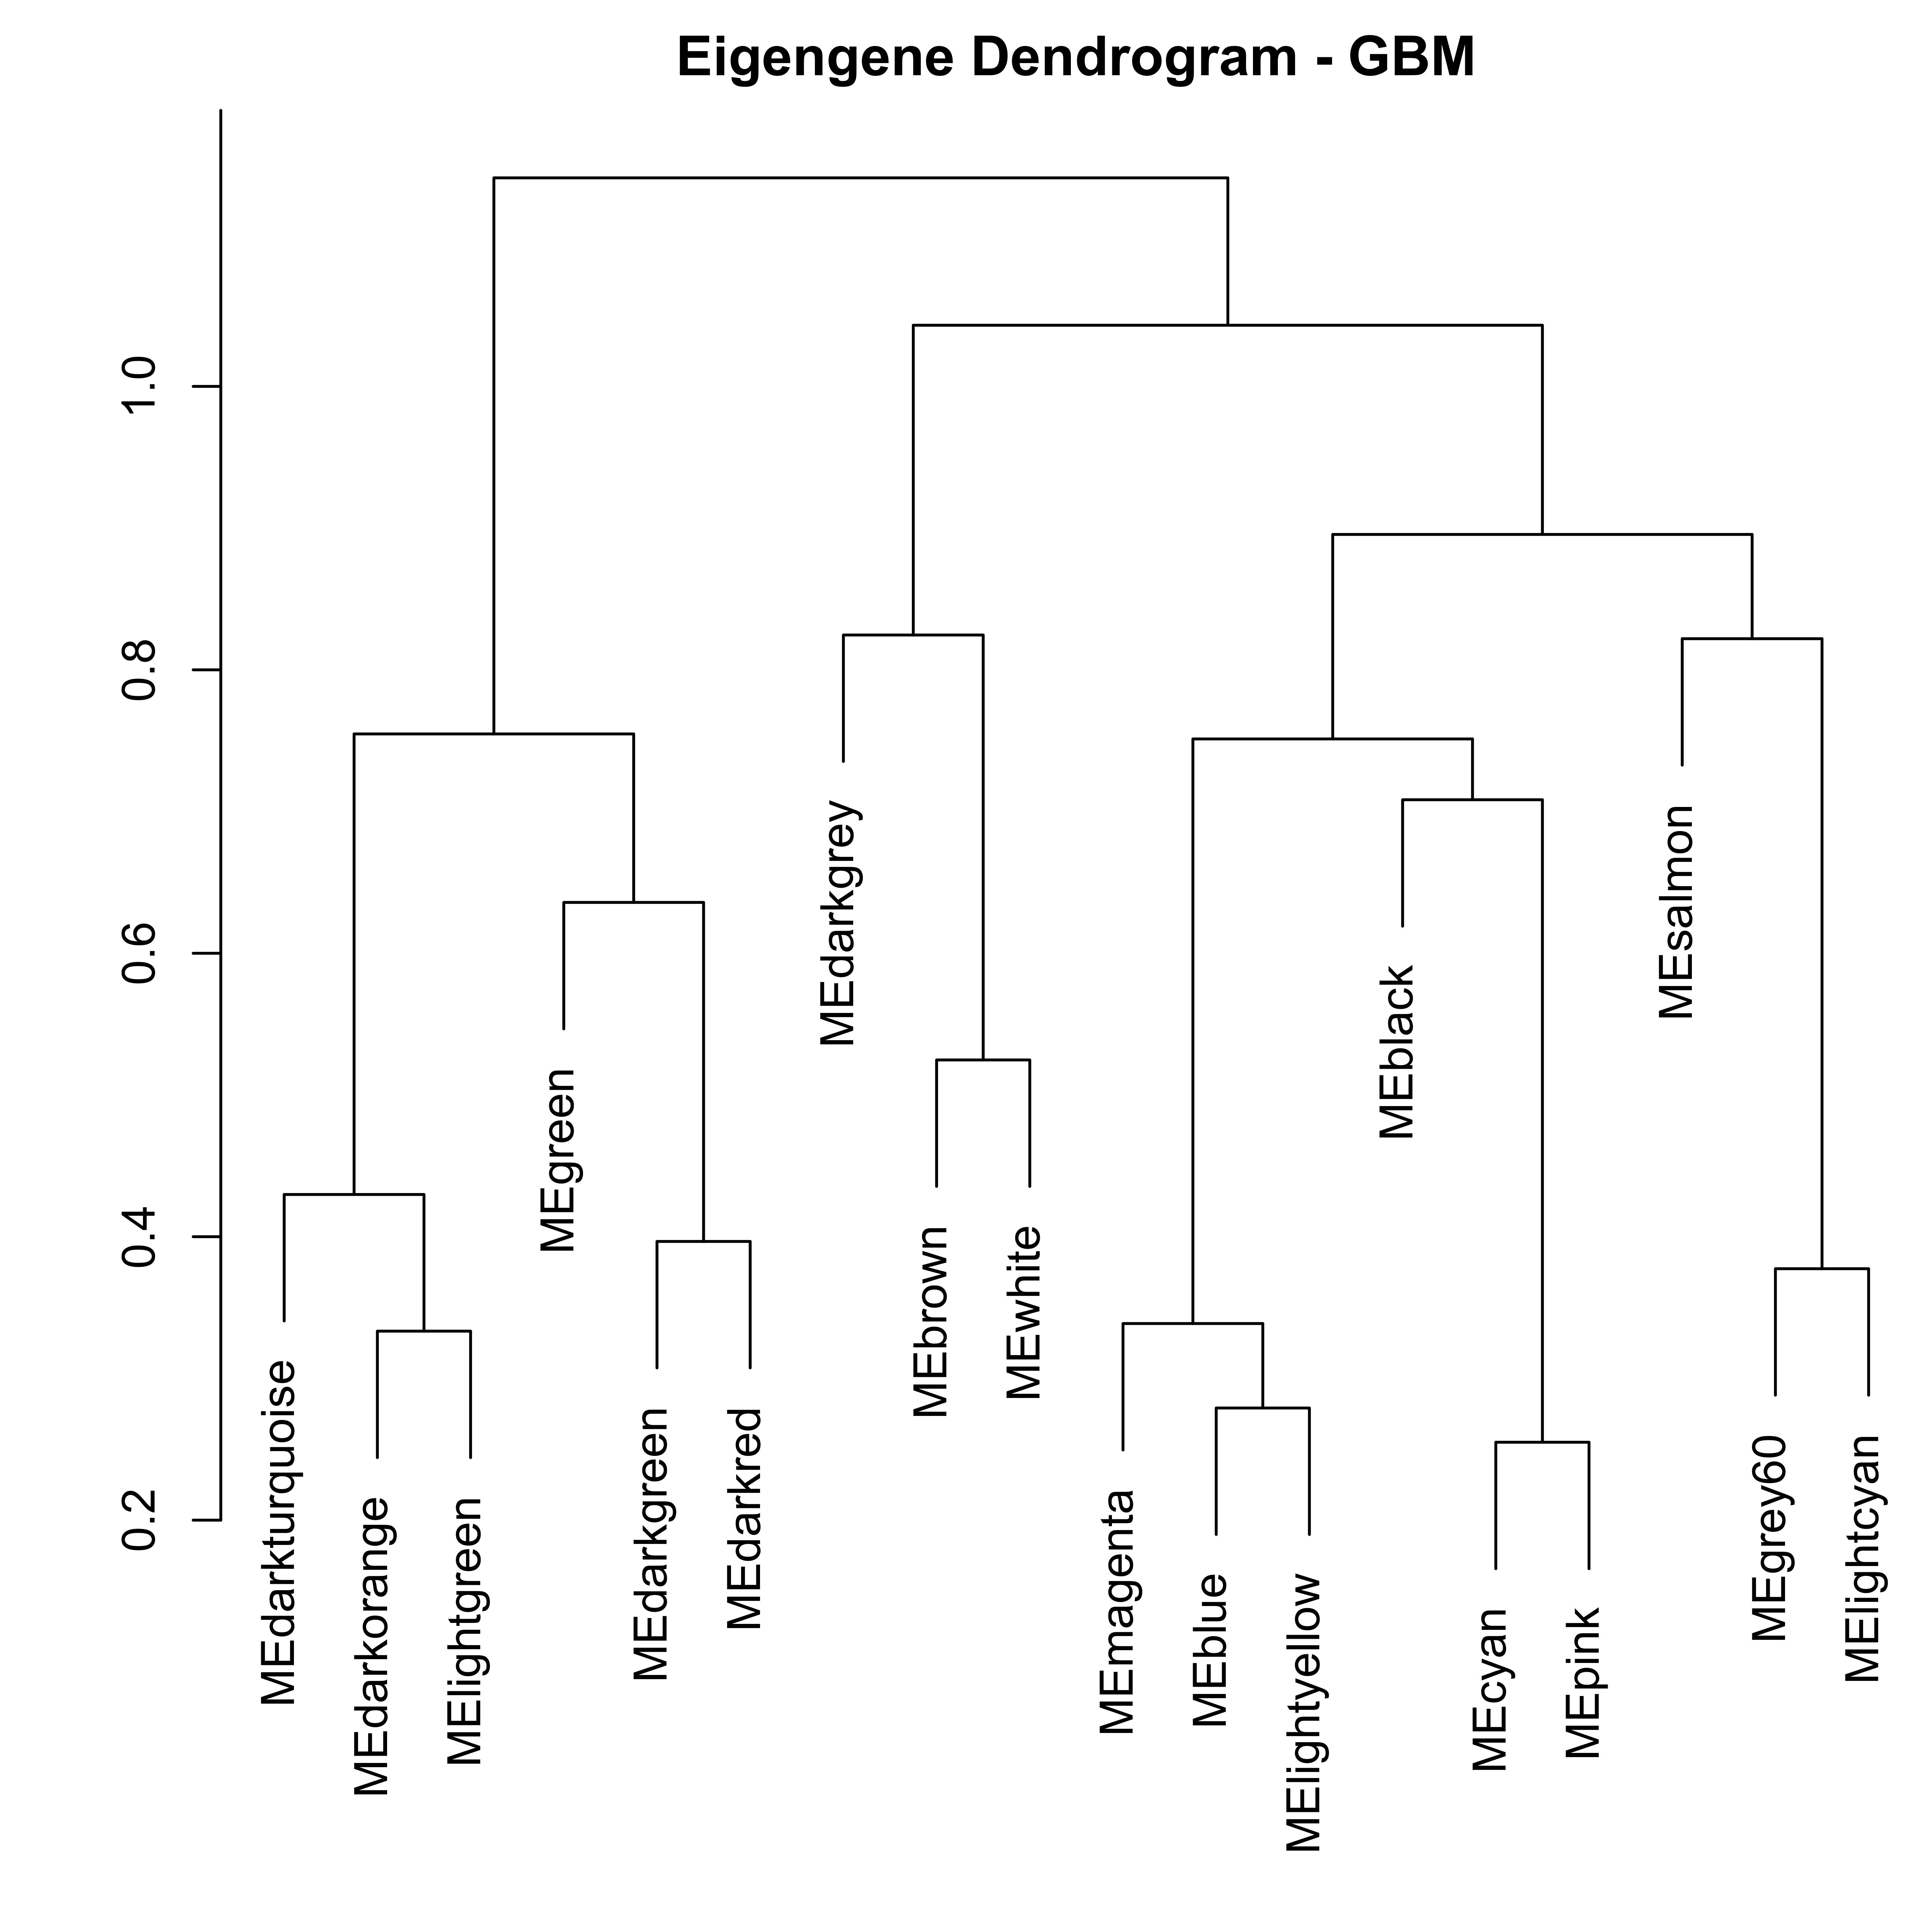 Eigengene Dendrogram - GBM
1.0
0.8
0.6
0.4
0.2
MEdarkturquoise
MEdarkorange
MElightgreen
MEgreen
MEdarkgreen
MEdarkred
MEdarkgrey
MEbrown
MEwhite
MEmagenta
MEblue
MElightyellow
MEblack
MEcyan
MEpink
MEsalmon
MEgrey60
MElightcyan